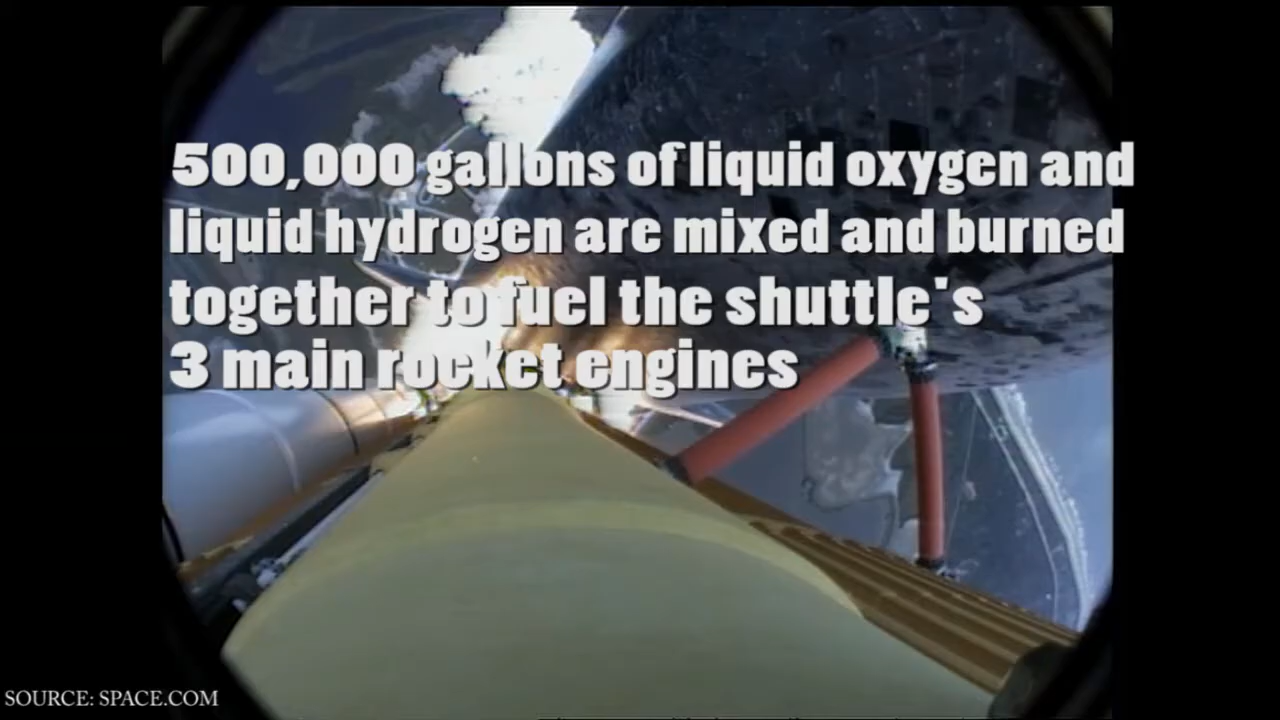 500,000 gallons of liquid oxygen and
liquid hydrogen are mixed and burned
together to fuel the shuttle's
3 main rocket engines
SOURCE: SPACE.COM